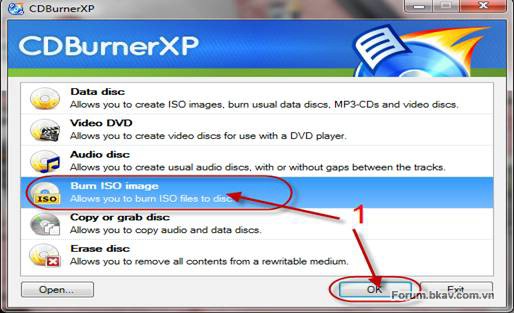 CDBurnerXP
CDBurnerXP
Data disc
Allows you to create ISO images, burn usual data discs, MP3-CDs and video discs.
Video DVD
Allows you to create video discs for use with a DVD player.
Audio disc
Allows you to create usual audio discs, with or without gaps between the tracks.
ISO
Burn ISO image
Allows you to burn ISO files to disc
1
Copy or grab disc
Allows you to copy audio and data discs.
Erase disc
Allows you to remove all contents from a rewritable medium.
Open...
OK
Exit
Forum.bkav.com.vn